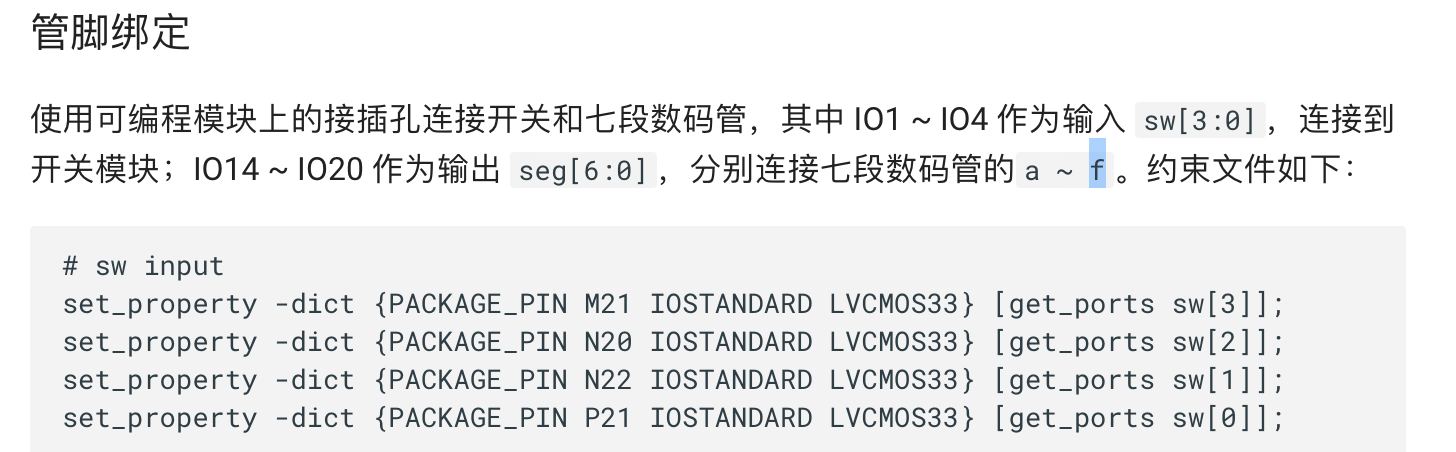 管脚绑定
使用可编程模块上的接插孔连接开关和七段数码管，其中 IO1 ~ IO4 作为输入 sw[3:0]，连接到
开关模块；IO14 ~ IO20 作为输出 seg[6:0]，分别连接七段数码管的 a ~ f 。约束文件如下：
# sw input
set_property -dict {PACKAGE_PIN M21 IOSTANDARD LVCMOS33} [get_ports sw[3]];
set_property -dict {PACKAGE_PIN N20 IOSTANDARD LVCMOS33} [get_ports sw[2]];
set_property -dict {PACKAGE_PIN N22 IOSTANDARD LVCMOS33} [get_ports sw[1]];
set_property -dict {PACKAGE_PIN P21 IOSTANDARD LVCMOS33} [get_ports sw[0]];